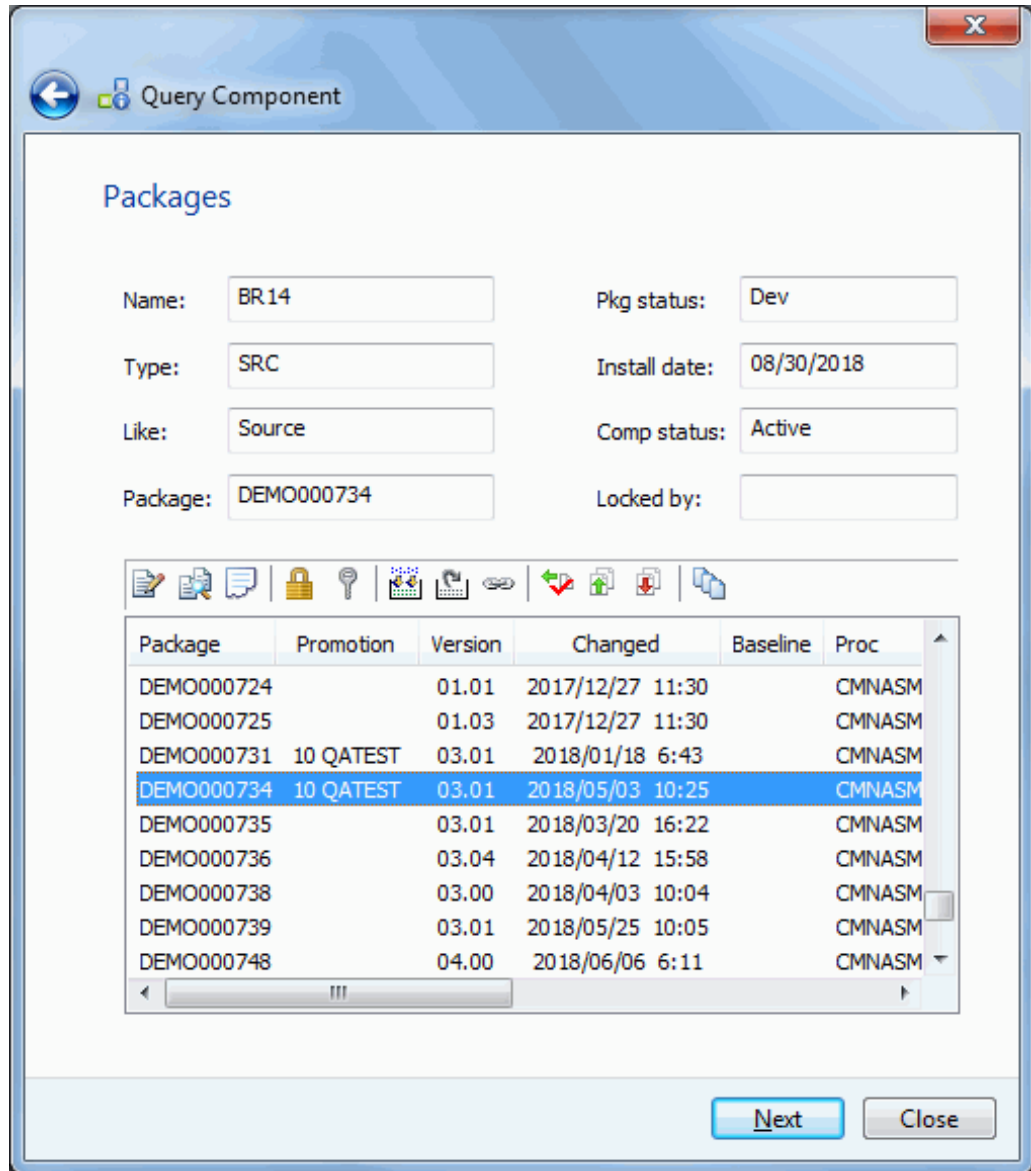 Query Component
Packages
Name: BR14 Pkg status: Dev
Type: SRC Install date: 08/30/2018
Like: Source Comp status: Active
Package: DEMO000734 Locked by:
Package Promotion Version Changed Baseline Proc
DEMO000724 01.01 2017/12/27 11:30 CMNASM
DEMO000725 01.03 2017/12/27 11:30 CMNASM
DEMO000731 10 QATEST 03.01 2018/01/18 6:43 CMNASM
DEMO000734 10 QATEST 03.01 2018/05/03 10:25 CMNASM
DEMO000735 03.01 2018/03/20 16:22 CMNASM
DEMO000736 03.04 2018/04/12 15:58 CMNASM
DEMO000738 03.00 2018/04/03 10:04 CMNASM
DEMO000739 03.01 2018/05/25 10:05 CMNASM
DEMO000748 04.00 2018/06/06 6:11 CMNASM
Next Close